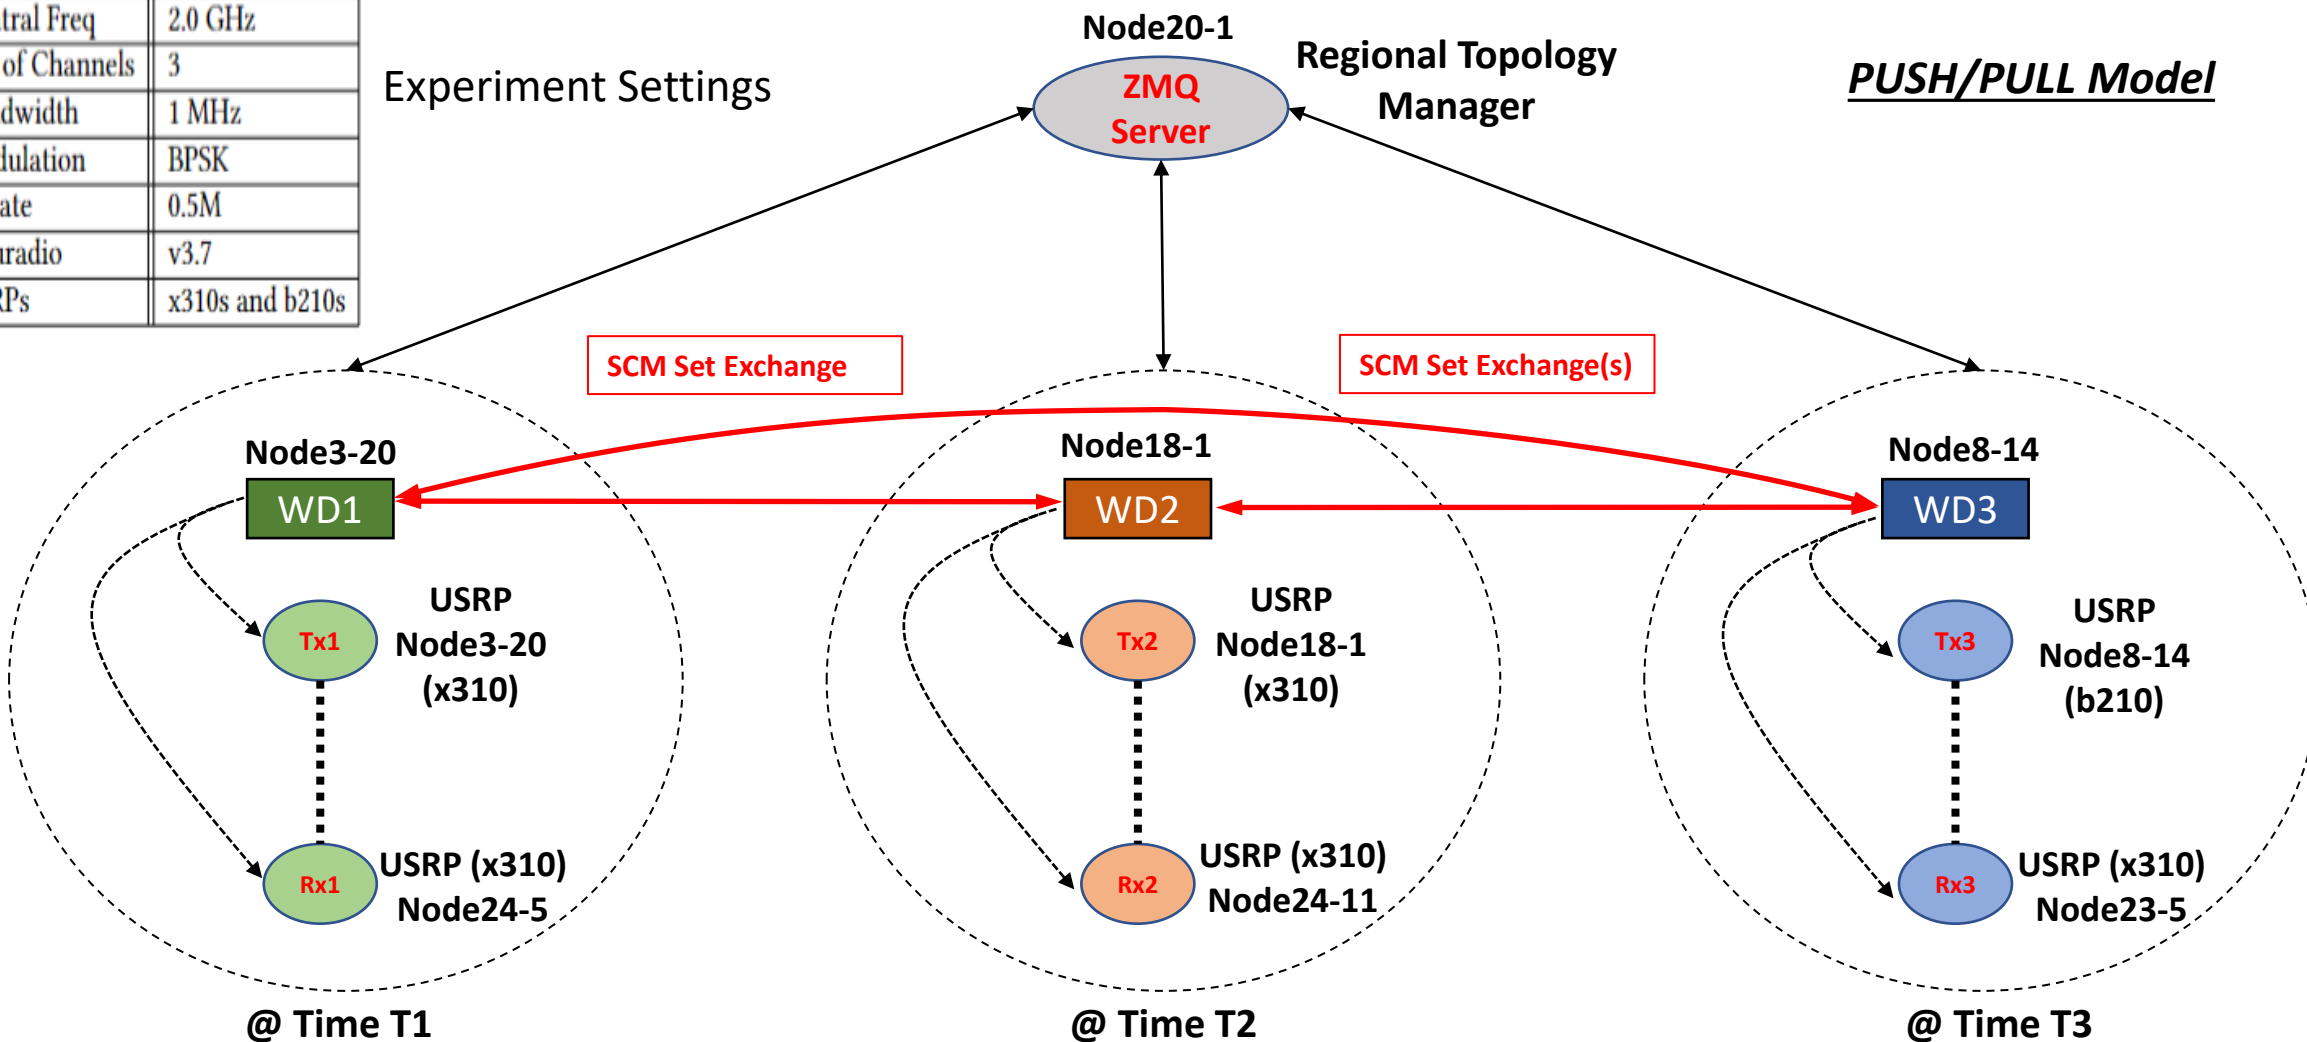 tral Freq 2.0 GHz
of Channels 3
dwidth 1 MHz
dulation BPSK
ate 0.5M
uradio v3.7
RPs x310s and b210s
Experiment Settings
Node20-1
ZMQ
Server
Regional Topology
Manager
PUSH/PULL Model
SCM Set Exchange
SCM Set Exchange(s)
Node3-20
WD1
Tx1
USRP
Node3-20
(x310)
Rx1
USRP (x310)
Node24-5
@ Time T1
Node18-1
WD2
Tx2
USRP
Node18-1
(x310)
Rx2
USRP (x310)
Node24-11
@ Time T2
Node8-14
WD3
Tx3
USRP
Node8-14
(b210)
Rx3
USRP (x310)
Node23-5
@ Time T3